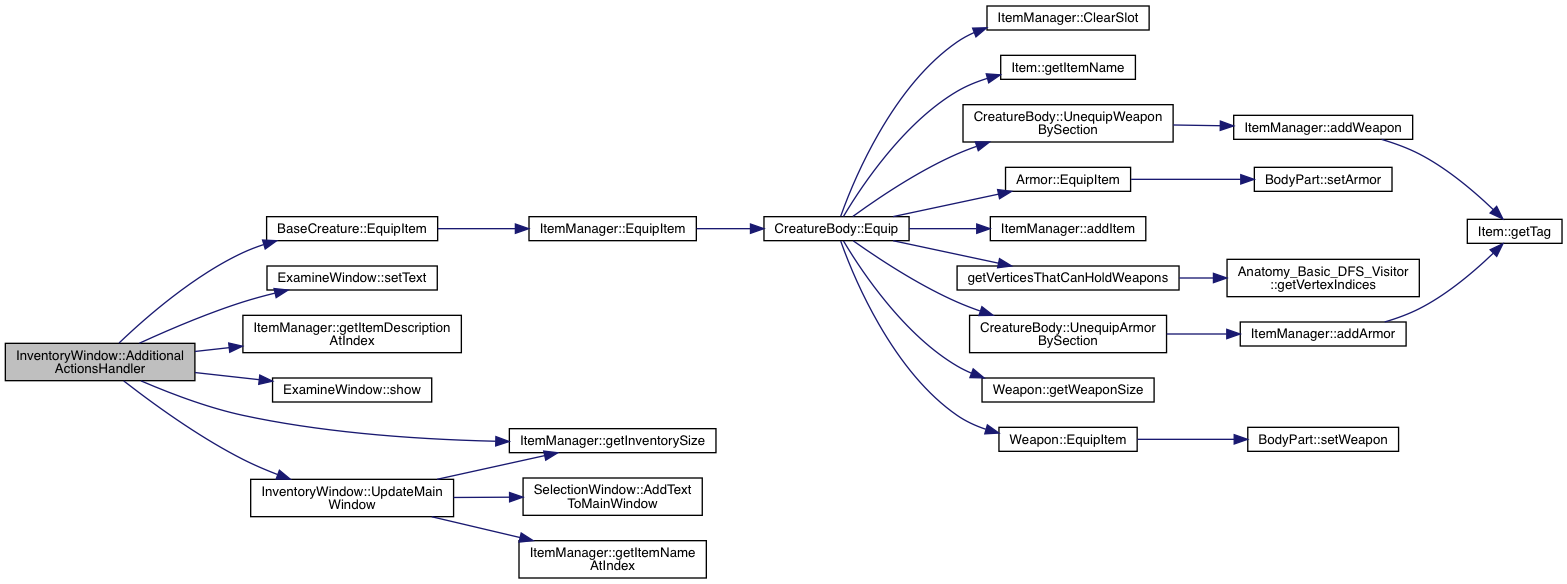 ItemManager::ClearSlot
Item::getItemName
CreatureBody::UnequipWeapon
BySection
ItemManager::addWeapon
Armor::EquipItem
BodyPart::setArmor
BaseCreature::EquipItem
ItemManager::EquipItem
CreatureBody::Equip
ItemManager::addItem
Item::getTag
ExamineWindow::setText
getVerticesThatCanHoldWeapons
Anatomy_Basic_DFS_Visitor
::getVertexIndices
ItemManager::getItemDescription
AtIndex
CreatureBody::UnequipArmor
BySection
ItemManager::addArmor
InventoryWindow::Additional
ActionsHandler
ExamineWindow::show
Weapon::getWeaponSize
ItemManager::getInventorySize
Weapon::EquipItem
BodyPart::setWeapon
InventoryWindow::UpdateMain
Window
SelectionWindow::AddText
ToMainWindow
ItemManager::getItemName
AtIndex